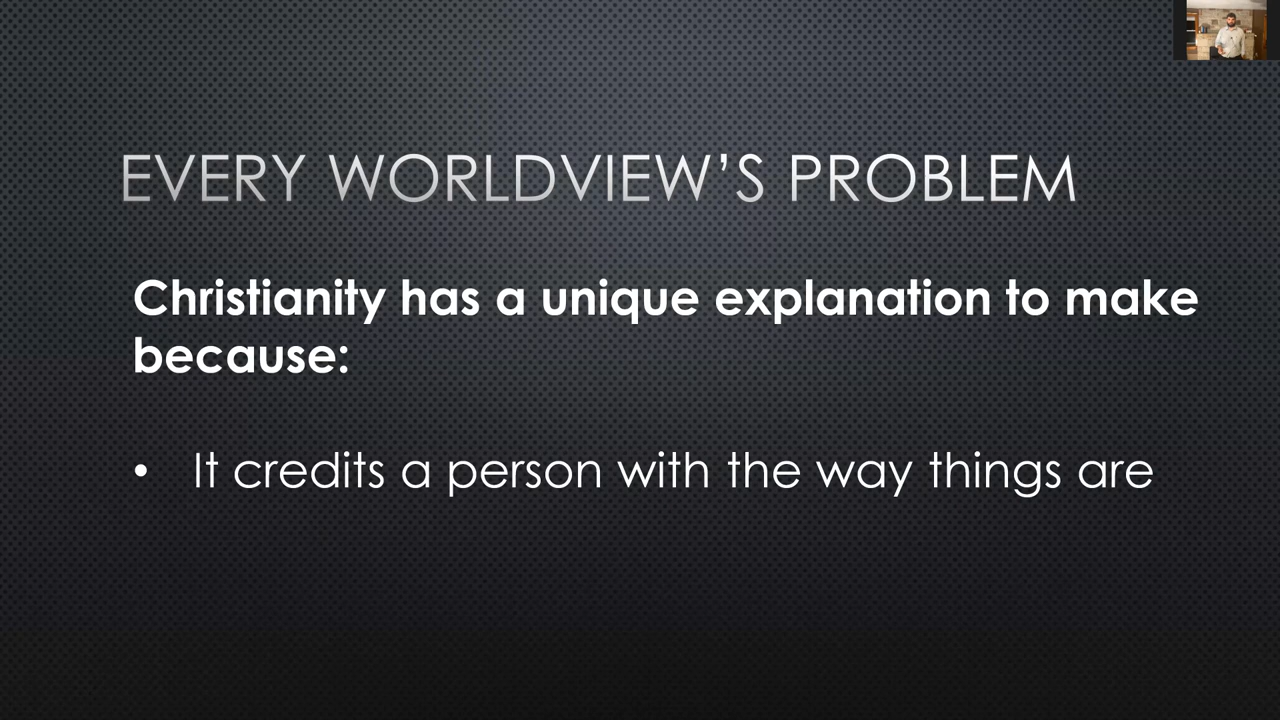 EVERY WORLDVIEW’S PROBLEM
Christianity has a unique explanation to make
because:
• It credits a person with the way things are